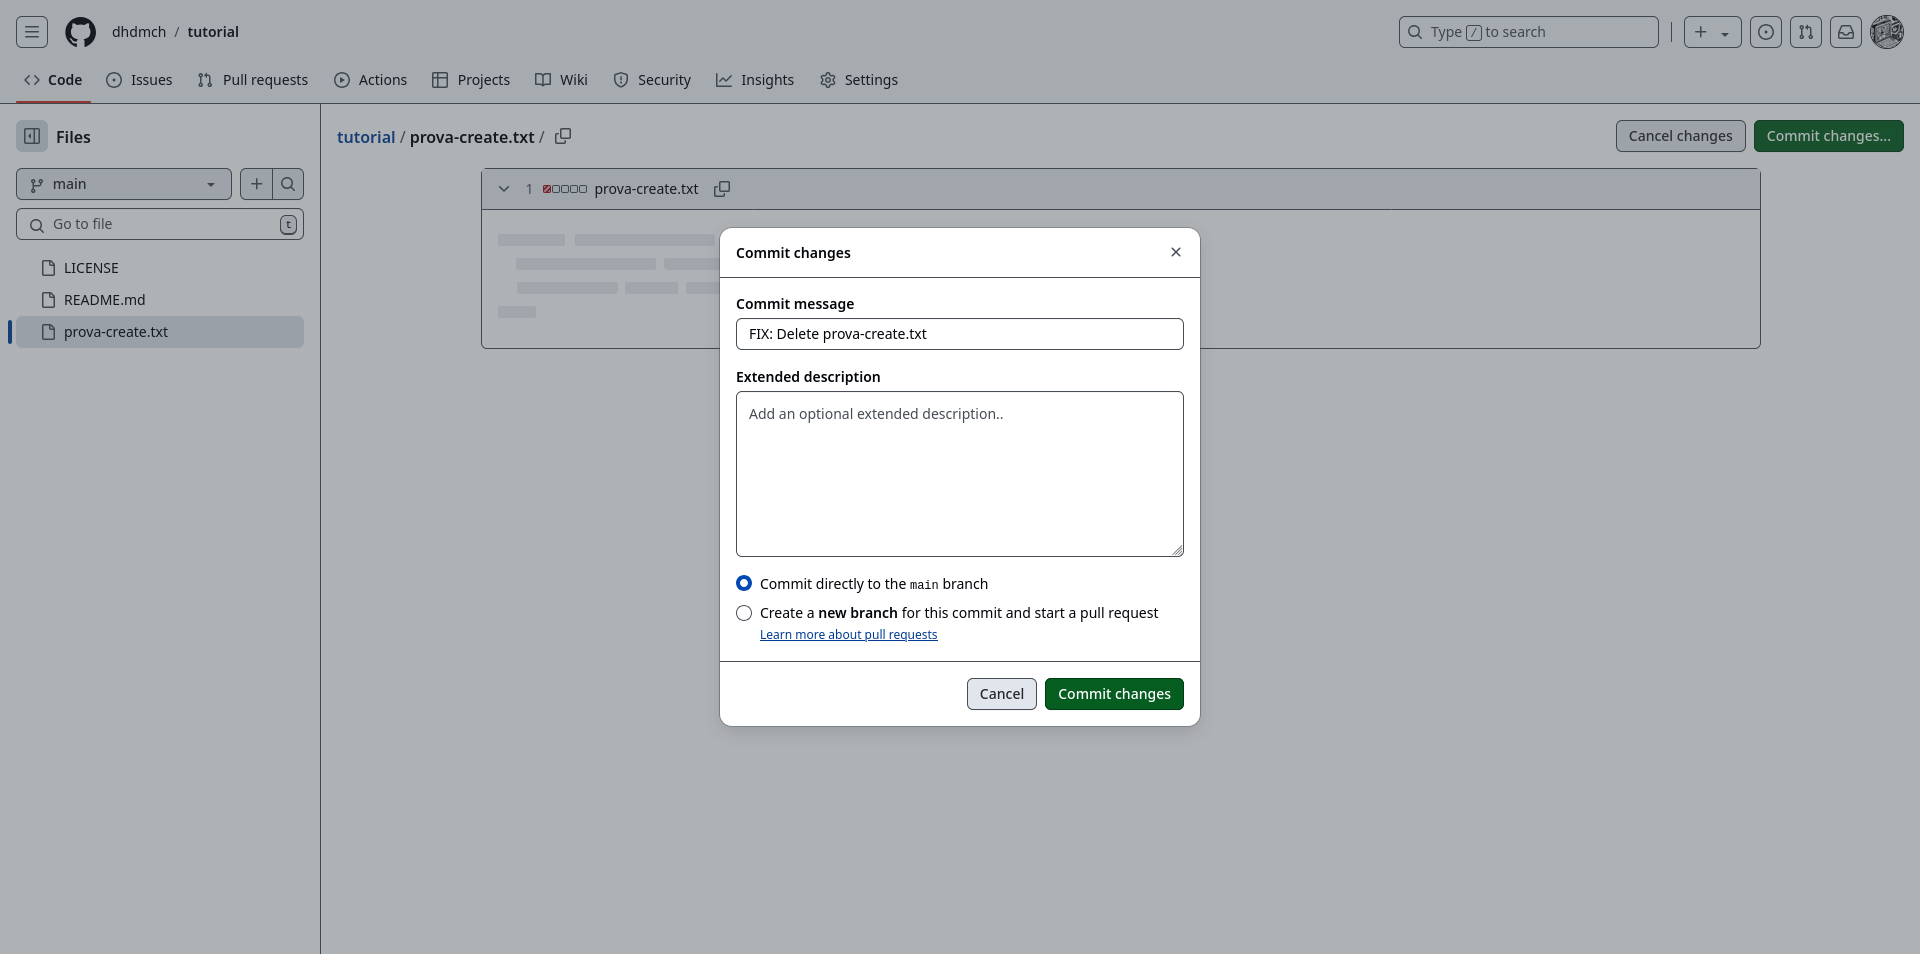 dhdmch / tutorial
Type / to search
Code Issues Pull requests Actions Projects Wiki Security Insights Settings
Files
main
Go to file t
LICENSE
README.md
prova-create.txt
tutorial / prova-create.txt /
Cancel changes Commit changes...
1 prova-create.txt
Commit changes
Commit message
FIX: Delete prova-create.txt
Extended description
Add an optional extended description..
Commit directly to the main branch
Create a new branch for this commit and start a pull request
Learn more about pull requests
Cancel Commit changes